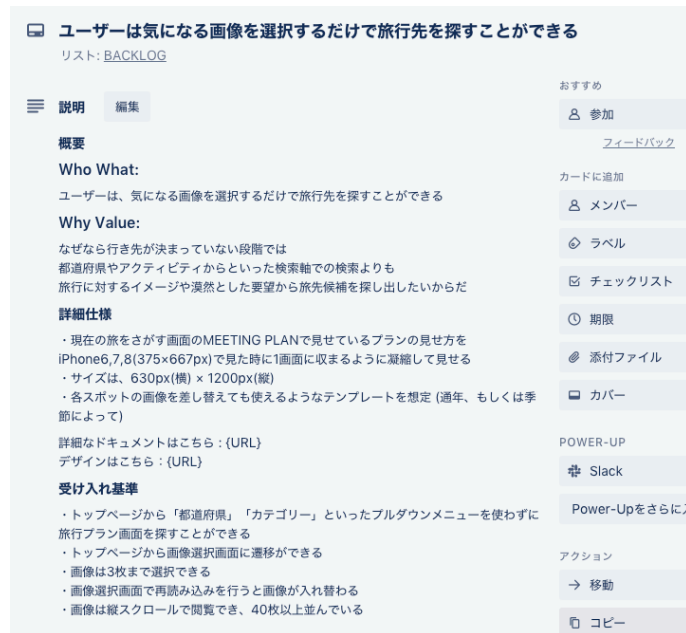 ユーザーは気になる画像を選択するだけで旅行先を探すことができる
リスト: BACKLOG
説明
編集
概要
Who What:
ユーザーは、気になる画像を選択するだけで旅行先を探すことができる
Why Value:
なぜなら行き先が決まっていない段階では
都道府県やアクティビティからといった検索軸での検索よりも
旅行に対するイメージや漠然とした要望から旅先候補を探し出したいからだ
詳細仕様
・現在の旅をさがす画面のMEETING PLANで見せているプランの見せ方を
iPhone6,7,8(375×667px)で見た時に1画面に収まるように凝縮して見せる
・サイズは、630px(横) × 1200px(縦)
・各スポットの画像を差し替えても使えるようなテンプレートを想定 (通年、もしくは季
節によって)
詳細なドキュメントはこちら : {URL}
デザインはこちら : {URL}
受け入れ基準
・トップページから「都道府県」「カテゴリー」といったプルダウンメニューを使わずに
旅行プラン画面を探すことができる
・トップページから画像選択画面に遷移ができる
・画像は3枚まで選択できる
・画像選択画面で再読み込みを行うと画像が入れ替わる
・画像は縦スクロールで閲覧でき、40枚以上並んでいる
おすすめ
参加
フィードバック
カードに追加
メンバー
ラベル
チェックリスト
期限
添付ファイル
カバー
POWER-UP
Slack
Power-Upをさらに
アクション
移動
コピー